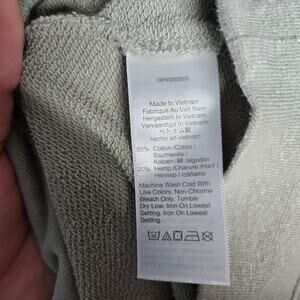 Made in Vietnam
Fabriqué Au Viêt Nam
Hergestellt in Vietnam
Vervaardigd in Vietnam
ベトナム製
hecho en vietnam
80% Cotton /Coton /
Baumwolle /
Katoen /綿 /algodón
20% Hemp /Chanvre /Hanf /
Hennep / cáñamo
Machine Wash Cold With
Like Colors. Non-Chlorine
Bleach Only. Tumble
Dry Low. Iron On Lowest
Setting. Iron On Lowest
Setting.